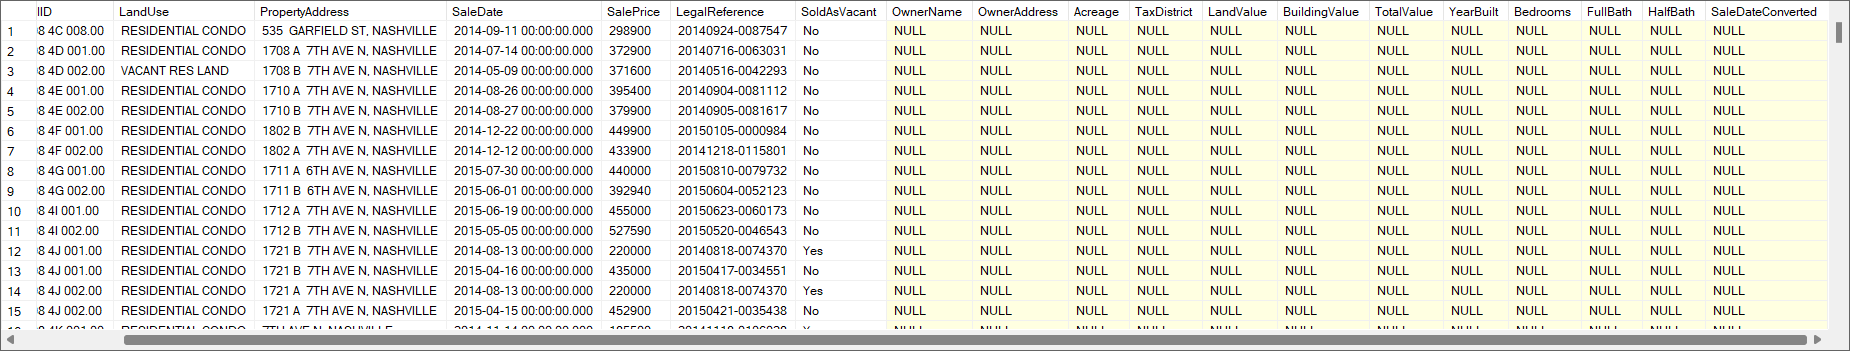 lID LandUse PropertyAddress SaleDate SalePrice LegalReference SoldAsVacant OwnerName OwnerAddress Acreage TaxDistrict LandValue BuildingValue TotalValue YearBuilt Bedrooms FullBath HalfBath SaleDateConverted
1 8 4C 008.00 RESIDENTIAL CONDO 535  GARFIELD ST, NASHVILLE 2014-09-11 00:00:00.000 298900 20140924-0087547 No NULL NULL NULL NULL NULL NULL NULL NULL NULL NULL NULL NULL
2 8 4D 001.00 RESIDENTIAL CONDO 1708 A  7TH AVE N, NASHVILLE 2014-07-14 00:00:00.000 372900 20140716-0063031 No NULL NULL NULL NULL NULL NULL NULL NULL NULL NULL NULL NULL
3 8 4D 002.00 VACANT RES LAND 1708 B  7TH AVE N, NASHVILLE 2014-05-09 00:00:00.000 371600 20140516-0042293 No NULL NULL NULL NULL NULL NULL NULL NULL NULL NULL NULL NULL
4 8 4E 001.00 RESIDENTIAL CONDO 1710 A  7TH AVE N, NASHVILLE 2014-08-26 00:00:00.000 395400 20140904-0081112 No NULL NULL NULL NULL NULL NULL NULL NULL NULL NULL NULL NULL
5 8 4E 002.00 RESIDENTIAL CONDO 1710 B  7TH AVE N, NASHVILLE 2014-08-27 00:00:00.000 379900 20140905-0081617 No NULL NULL NULL NULL NULL NULL NULL NULL NULL NULL NULL NULL
6 8 4F 001.00 RESIDENTIAL CONDO 1802 B  7TH AVE N, NASHVILLE 2014-12-22 00:00:00.000 449900 20150105-0000984 No NULL NULL NULL NULL NULL NULL NULL NULL NULL NULL NULL NULL
7 8 4F 002.00 RESIDENTIAL CONDO 1802 A  7TH AVE N, NASHVILLE 2014-12-12 00:00:00.000 433900 20141218-0115801 No NULL NULL NULL NULL NULL NULL NULL NULL NULL NULL NULL NULL
8 8 4G 001.00 RESIDENTIAL CONDO 1711 A  6TH AVE N, NASHVILLE 2015-07-30 00:00:00.000 440000 20150810-0079732 No NULL NULL NULL NULL NULL NULL NULL NULL NULL NULL NULL NULL
9 8 4G 002.00 RESIDENTIAL CONDO 1711 B  6TH AVE N, NASHVILLE 2015-06-01 00:00:00.000 392940 20150604-0052123 No NULL NULL NULL NULL NULL NULL NULL NULL NULL NULL NULL NULL
10 8 4I 001.00 RESIDENTIAL CONDO 1712 A  7TH AVE N, NASHVILLE 2015-06-19 00:00:00.000 455000 20150623-0060173 No NULL NULL NULL NULL NULL NULL NULL NULL NULL NULL NULL NULL
11 8 4I 002.00 RESIDENTIAL CONDO 1712 B  7TH AVE N, NASHVILLE 2015-05-05 00:00:00.000 527590 20150520-0046543 No NULL NULL NULL NULL NULL NULL NULL NULL NULL NULL NULL NULL
12 8 4J 001.00 RESIDENTIAL CONDO 1721 B  7TH AVE N, NASHVILLE 2014-08-13 00:00:00.000 220000 20140818-0074370 Yes NULL NULL NULL NULL NULL NULL NULL NULL NULL NULL NULL NULL
13 8 4J 001.00 RESIDENTIAL CONDO 1721 B  7TH AVE N, NASHVILLE 2015-04-16 00:00:00.000 435000 20150417-0034551 No NULL NULL NULL NULL NULL NULL NULL NULL NULL NULL NULL NULL
14 8 4J 002.00 RESIDENTIAL CONDO 1721 A  7TH AVE N, NASHVILLE 2014-08-13 00:00:00.000 220000 20140818-0074370 Yes NULL NULL NULL NULL NULL NULL NULL NULL NULL NULL NULL NULL
15 8 4J 002.00 RESIDENTIAL CONDO 1721 A  7TH AVE N, NASHVILLE 2015-04-15 00:00:00.000 452900 20150421-0035438 No NULL NULL NULL NULL NULL NULL NULL NULL NULL NULL NULL NULL
RESIDENTIAL CONDO 7TH AVE N, NASHVILLE NULL NULL NULL NULL NULL NULL NULL NULL NULL NULL NULL NULL